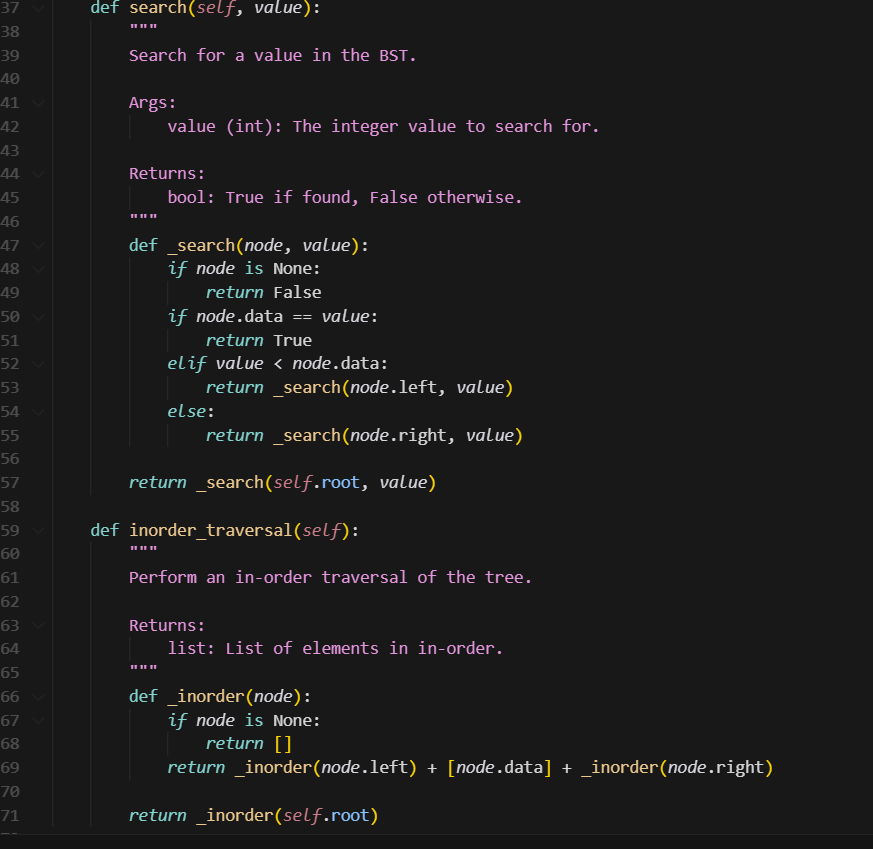 37 def search(self, value):
38 """
39 Search for a value in the BST.
40
41 Args:
42 value (int): The integer value to search for.
43
44 Returns:
45 bool: True if found, False otherwise.
46 """
47 def _search(node, value):
48 if node is None:
49 return False
50 if node.data == value:
51 return True
52 elif value < node.data:
53 return _search(node.left, value)
54 else:
55 return _search(node.right, value)
56
57 return _search(self.root, value)
58
59 def inorder_traversal(self):
60 """
61 Perform an in-order traversal of the tree.
62
63 Returns:
64 list: List of elements in in-order.
65 """
66 def _inorder(node):
67 if node is None:
68 return []
69 return _inorder(node.left) + [node.data] + _inorder(node.right)
70
71 return _inorder(self.root)